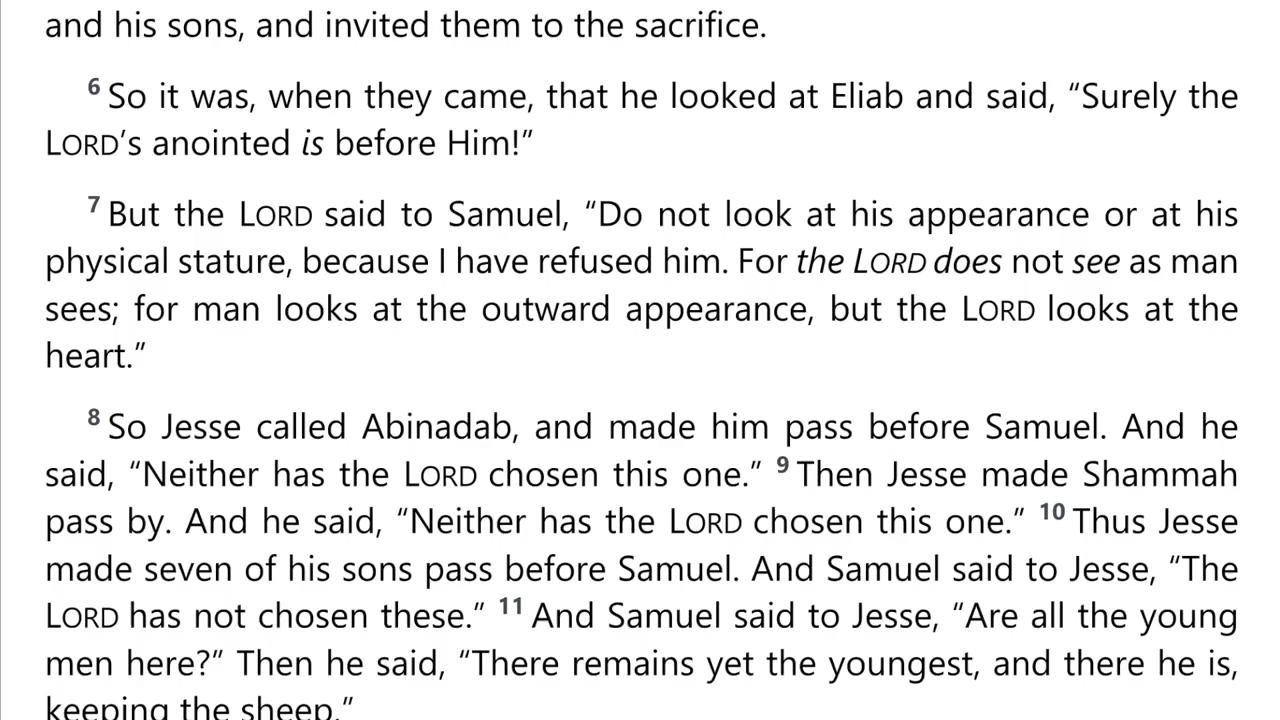 and his sons, and invited them to the sacrifice.
6 So it was, when they came, that he looked at Eliab and said, “Surely the
LORD’s anointed is before Him!”
7 But the LORD said to Samuel, “Do not look at his appearance or at his
physical stature, because I have refused him. For the LORD does not see as man
sees; for man looks at the outward appearance, but the LORD looks at the
heart.”
8 So Jesse called Abinadab, and made him pass before Samuel. And he
said, “Neither has the LORD chosen this one.” 9 Then Jesse made Shammah
pass by. And he said, “Neither has the LORD chosen this one.” 10 Thus Jesse
made seven of his sons pass before Samuel. And Samuel said to Jesse, “The
LORD has not chosen these.” 11 And Samuel said to Jesse, “Are all the young
men here?” Then he said, “There remains yet the youngest, and there he is,
keeping the sheep.”